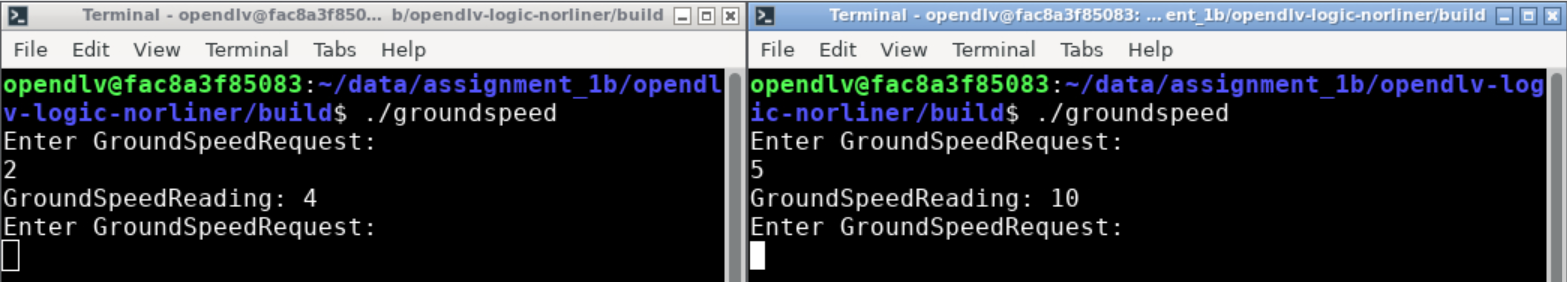 Terminal - opendlv@fac8a3f850... b/opendlv-logic-norliner/build
File Edit View Terminal Tabs Help
opendlv@fac8a3f85083:~/data/assignment_1b/opendl
v-logic-norliner/build$ ./groundspeed
Enter GroundSpeedRequest:
2
GroundSpeedReading: 4
Enter GroundSpeedRequest:
Terminal - opendlv@fac8a3f85083: ...ent_1b/opendlv-logic-norliner/build
File Edit View Terminal Tabs Help
opendlv@fac8a3f85083:~/data/assignment_1b/opendlv-log
ic-norliner/build$ ./groundspeed
Enter GroundSpeedRequest:
5
GroundSpeedReading: 10
Enter GroundSpeedRequest: